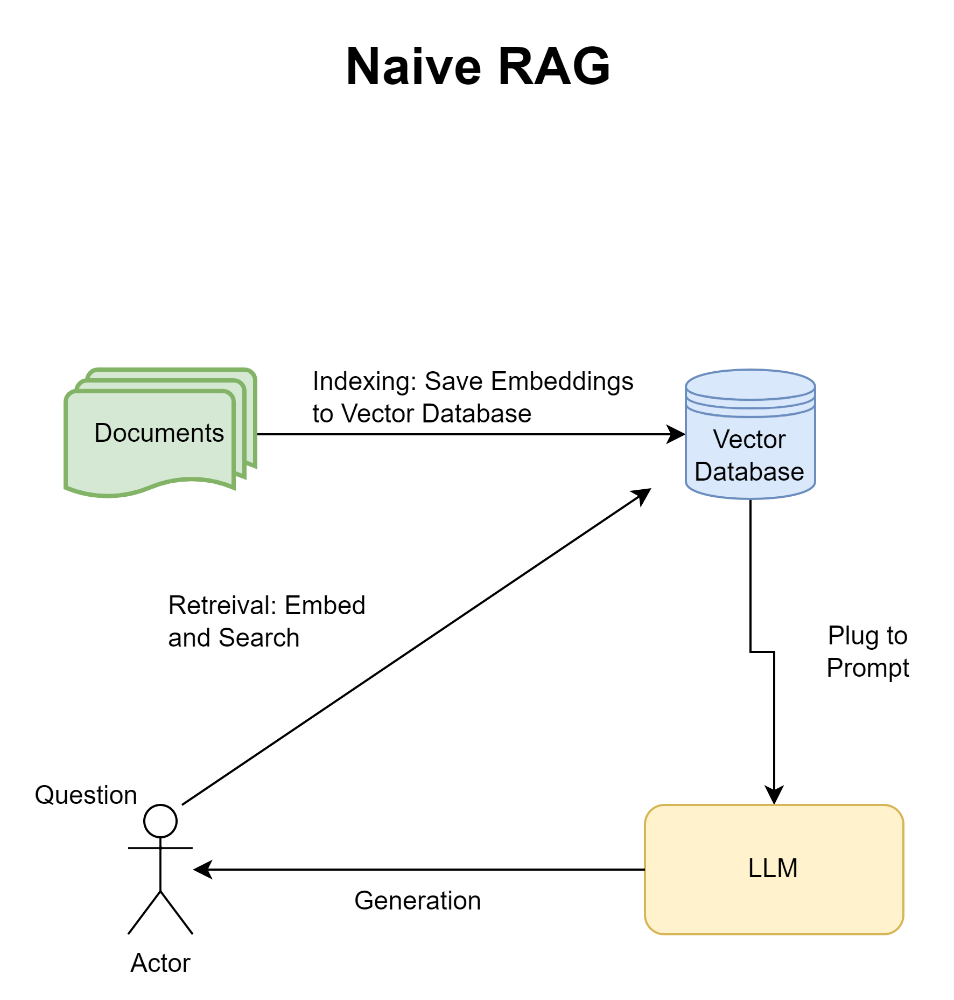 Naive RAG
Indexing: Save Embeddings
to Vector Database
Documents
Vector
Database
Retreival: Embed
and Search
Plug to
Prompt
Question
LLM
Generation
Actor